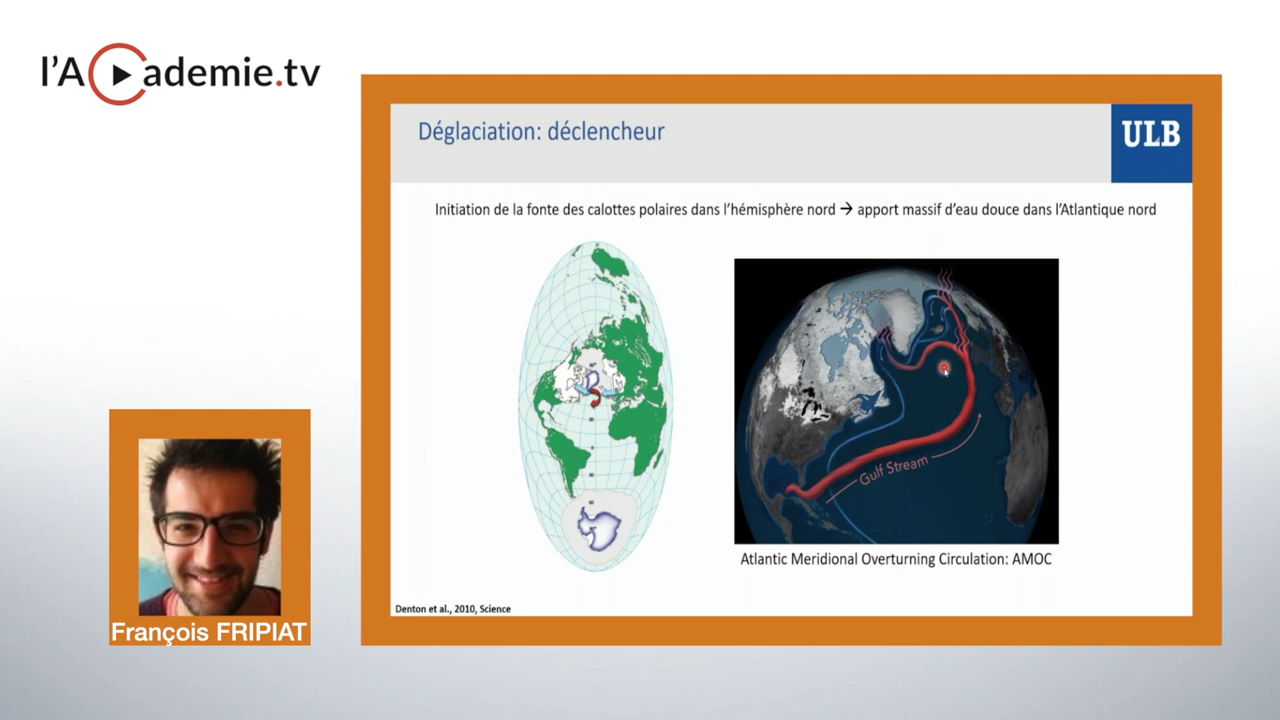 l'Academie.tv
Déglaciation: déclencheur
ULB
Initiation de la fonte des calottes polaires dans l'hémisphère nord → apport massif d'eau douce dans l'Atlantique nord
Gulf Stream
Atlantic Meridional Overturning Circulation: AMOC
Denton et al., 2010, Science
François FRIPIAT